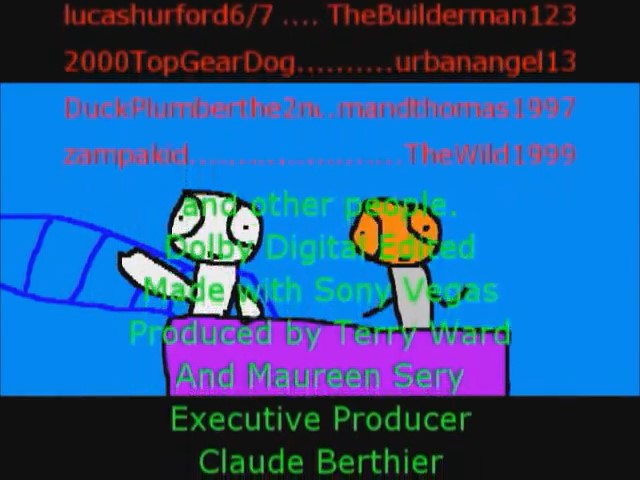 lucashurford6/7 .... TheBuilderman123
2000TopGearDog..........urbanangel13
DuckPlumberthe2nd..mandthomas1997
zampakid.......................TheWild1999
and other people.
Dolby Digital Edited
Made with Sony Vegas
Produced by Terry Ward
And Maureen Sery
Executive Producer
Claude Berthier